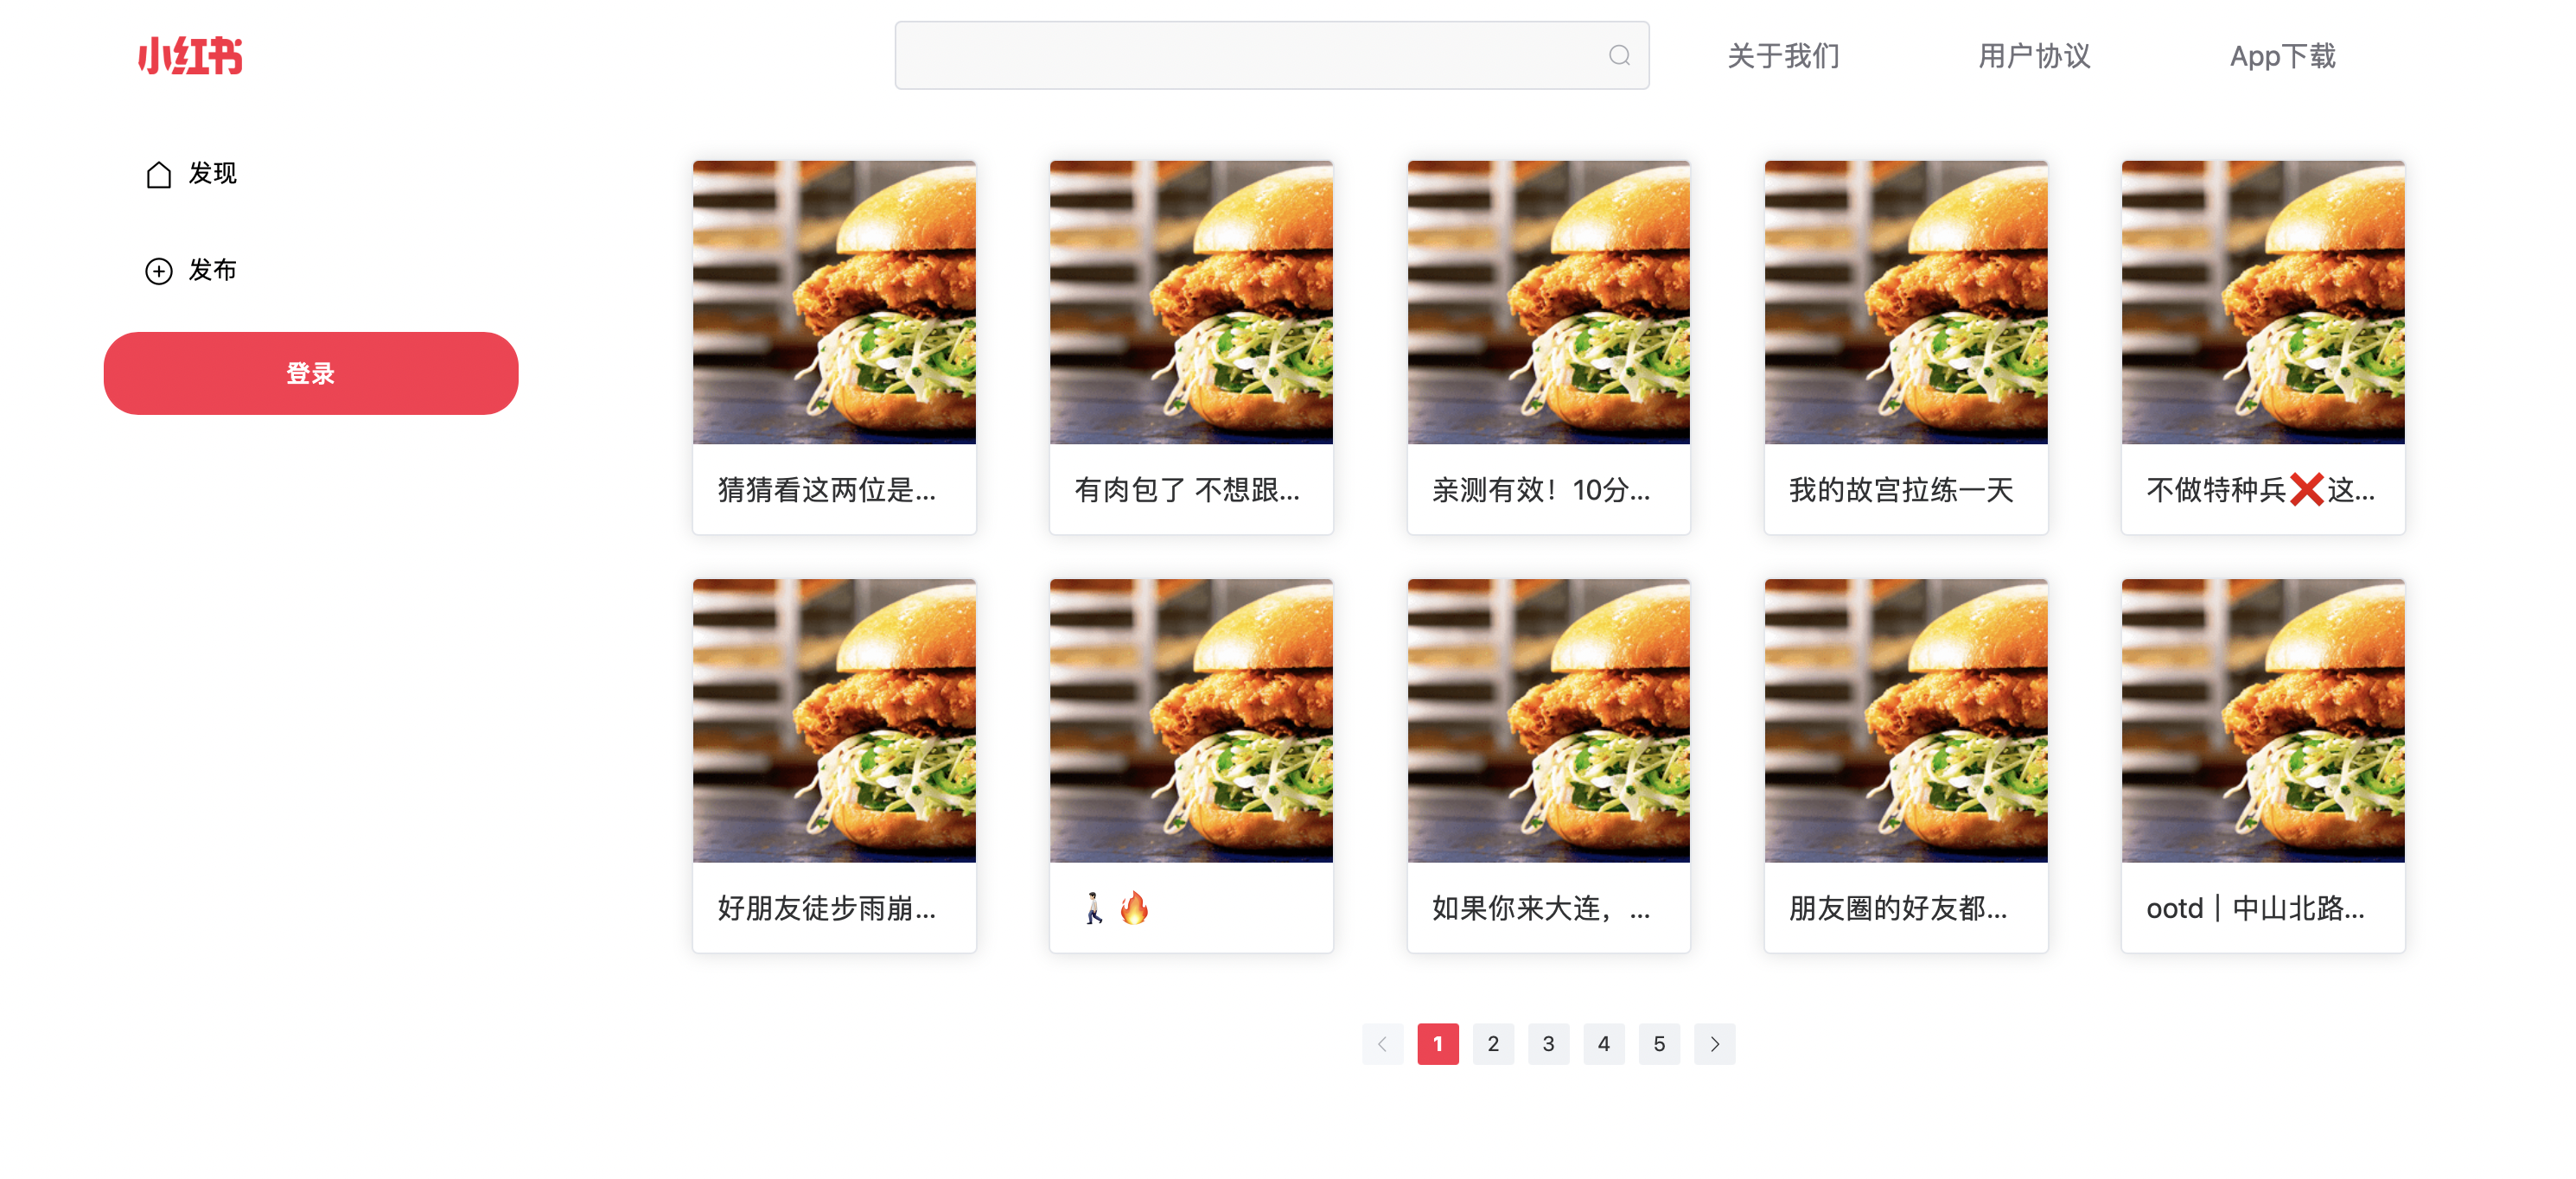 小红书
关于我们
用户协议
App下载
发现
发布
登录
猜猜看这两位是...
有肉包了 不想跟...
亲测有效！10分...
我的故宫拉练一天
不做特种兵❌这...
好朋友徒步雨崩...
🚶🏻🔥
如果你来大连，...
朋友圈的好友都...
ootd｜中山北路...
1 2 3 4 5